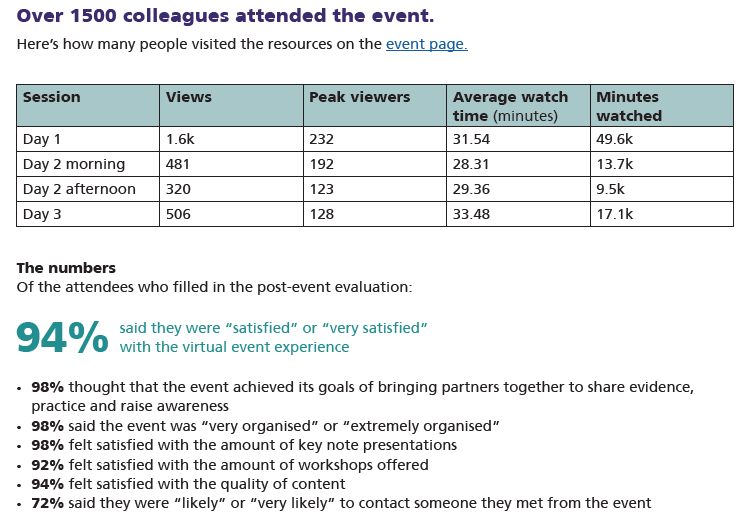 Over 1500 colleagues attended the event.
Here’s how many people visited the resources on the event page.
Session Views Peak viewers Average watch time (minutes) Minutes watched
Day 1 1.6k 232 31.54 49.6k
Day 2 morning 481 192 28.31 13.7k
Day 2 afternoon 320 123 29.36 9.5k
Day 3 506 128 33.48 17.1k
The numbers
Of the attendees who filled in the post-event evaluation:
94% said they were “satisfied” or “very satisfied”
with the virtual event experience
• 98% thought that the event achieved its goals of bringing partners together to share evidence,
practice and raise awareness
• 98% said the event was “very organised” or “extremely organised”
• 98% felt satisfied with the amount of key note presentations
• 92% felt satisfied with the amount of workshops offered
• 94% felt satisfied with the quality of content
• 72% said they were “likely” or “very likely” to contact someone they met from the event